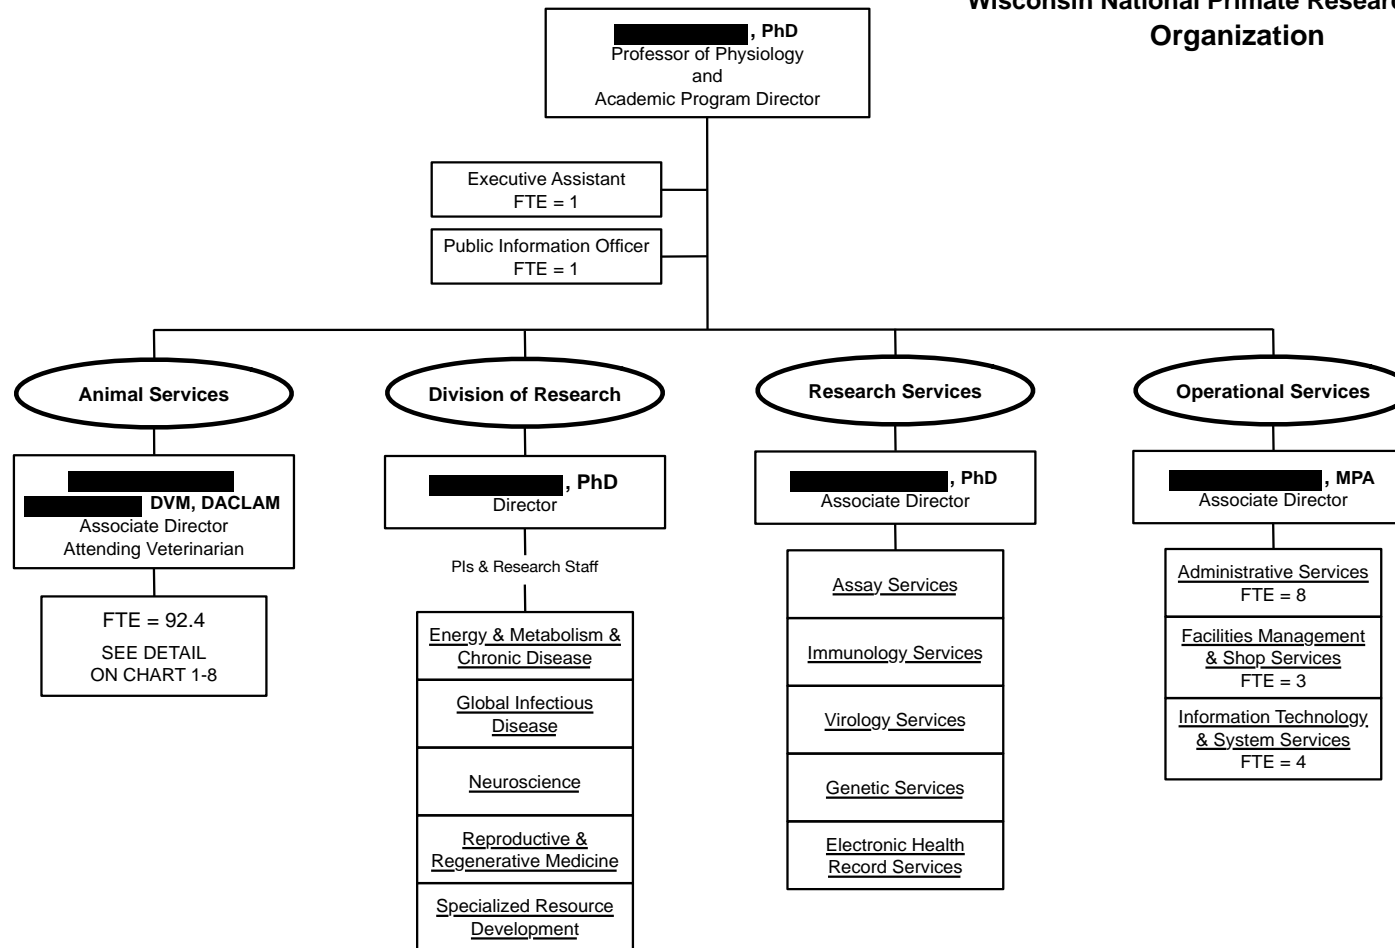 Wisconsin National Primate Resear
Organization
, PhD
Professor of Physiology
and
Academic Program Director
Executive Assistant
FTE = 1
Public Information Officer
FTE = 1
Animal Services
DVM, DACLAM
Associate Director
Attending Veterinarian
FTE = 92.4
SEE DETAIL
ON CHART 1-8
Division of Research
, PhD
Director
PIs & Research Staff
Energy & Metabolism &
Chronic Disease
Global Infectious
Disease
Neuroscience
Reproductive &
Regenerative Medicine
Specialized Resource
Development
Research Services
, PhD
Associate Director
Assay Services
Immunology Services
Virology Services
Genetic Services
Electronic Health
Record Services
Operational Services
, MPA
Associate Director
Administrative Services
FTE = 8
Facilities Management
& Shop Services
FTE = 3
Information Technology
& System Services
FTE = 4